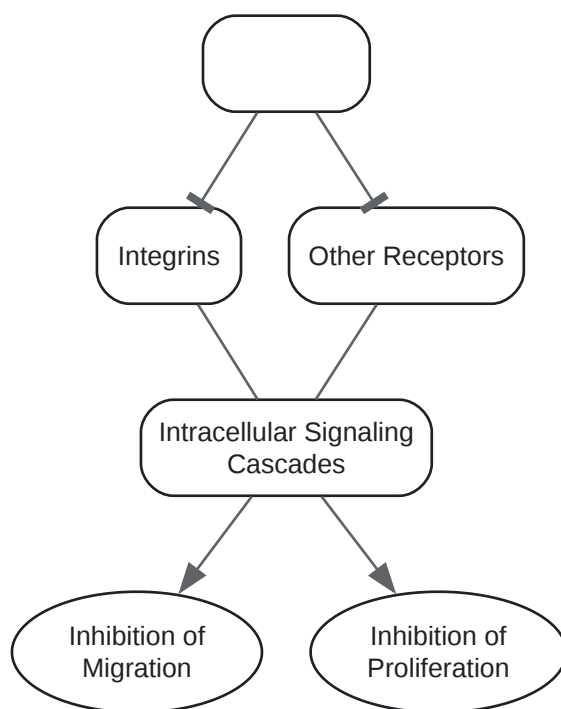 Integrins
Other Receptors
Intracellular Signaling
Cascades
Inhibition of
Migration
Inhibition of
Proliferation